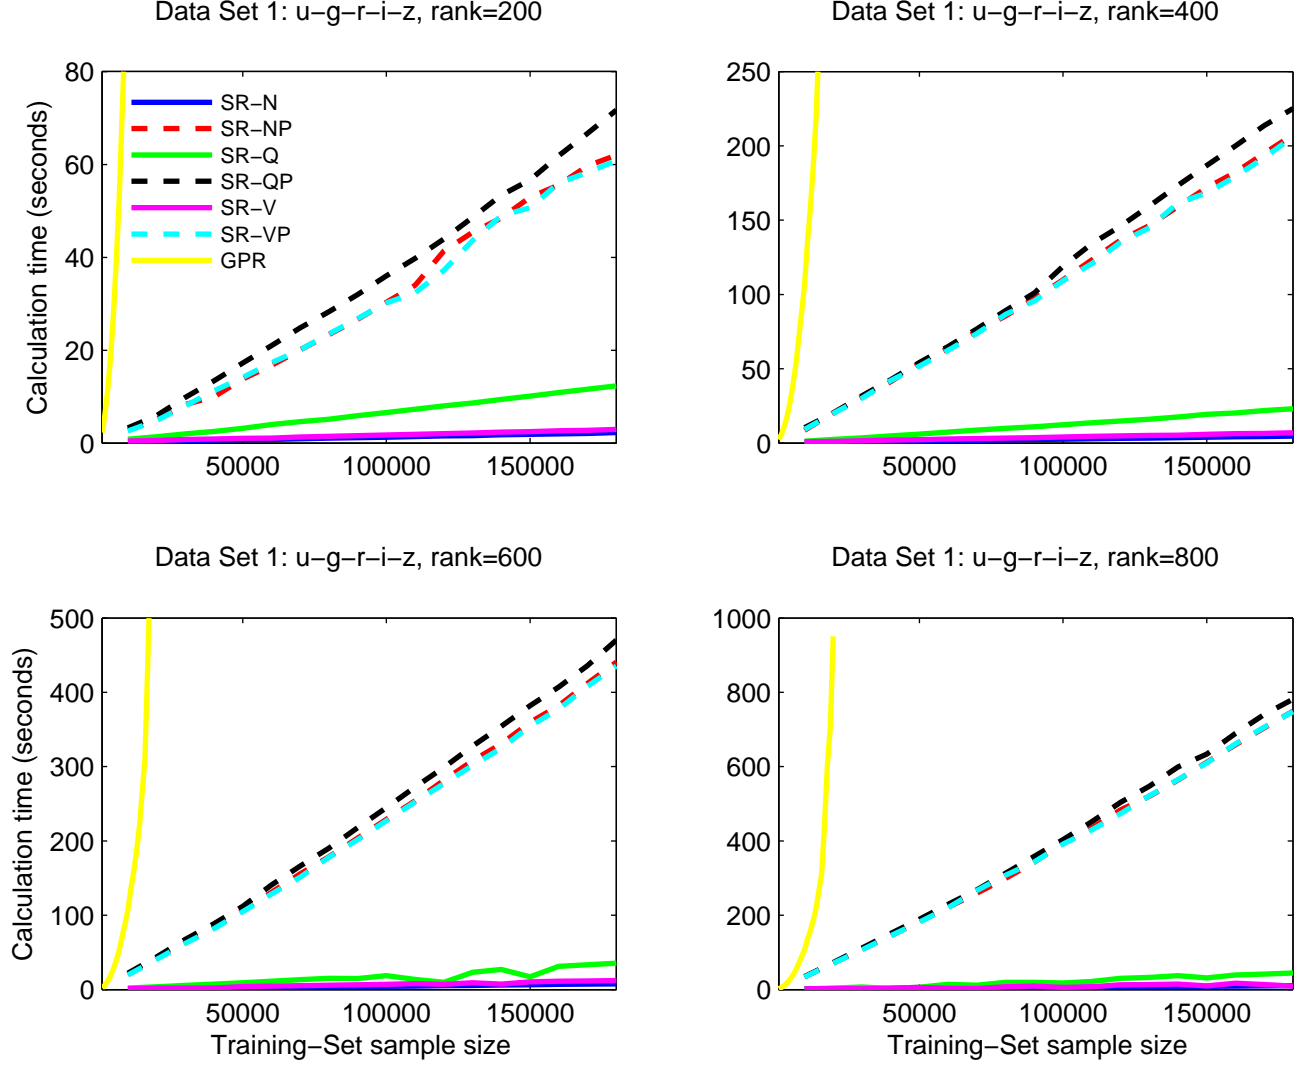 Data Set 1: u−g−r−i−z, rank=200
80
60
40
20
0
50000 100000 150000
Calculation time (seconds)
SR−N
SR−NP
SR−Q
SR−QP
SR−V
SR−VP
GPR
Data Set 1: u−g−r−i−z, rank=400
250
200
150
100
50
0
50000 100000 150000
Data Set 1: u−g−r−i−z, rank=600
500
400
300
200
100
0
50000 100000 150000
Calculation time (seconds)
Training−Set sample size
Data Set 1: u−g−r−i−z, rank=800
1000
800
600
400
200
0
50000 100000 150000
Training−Set sample size